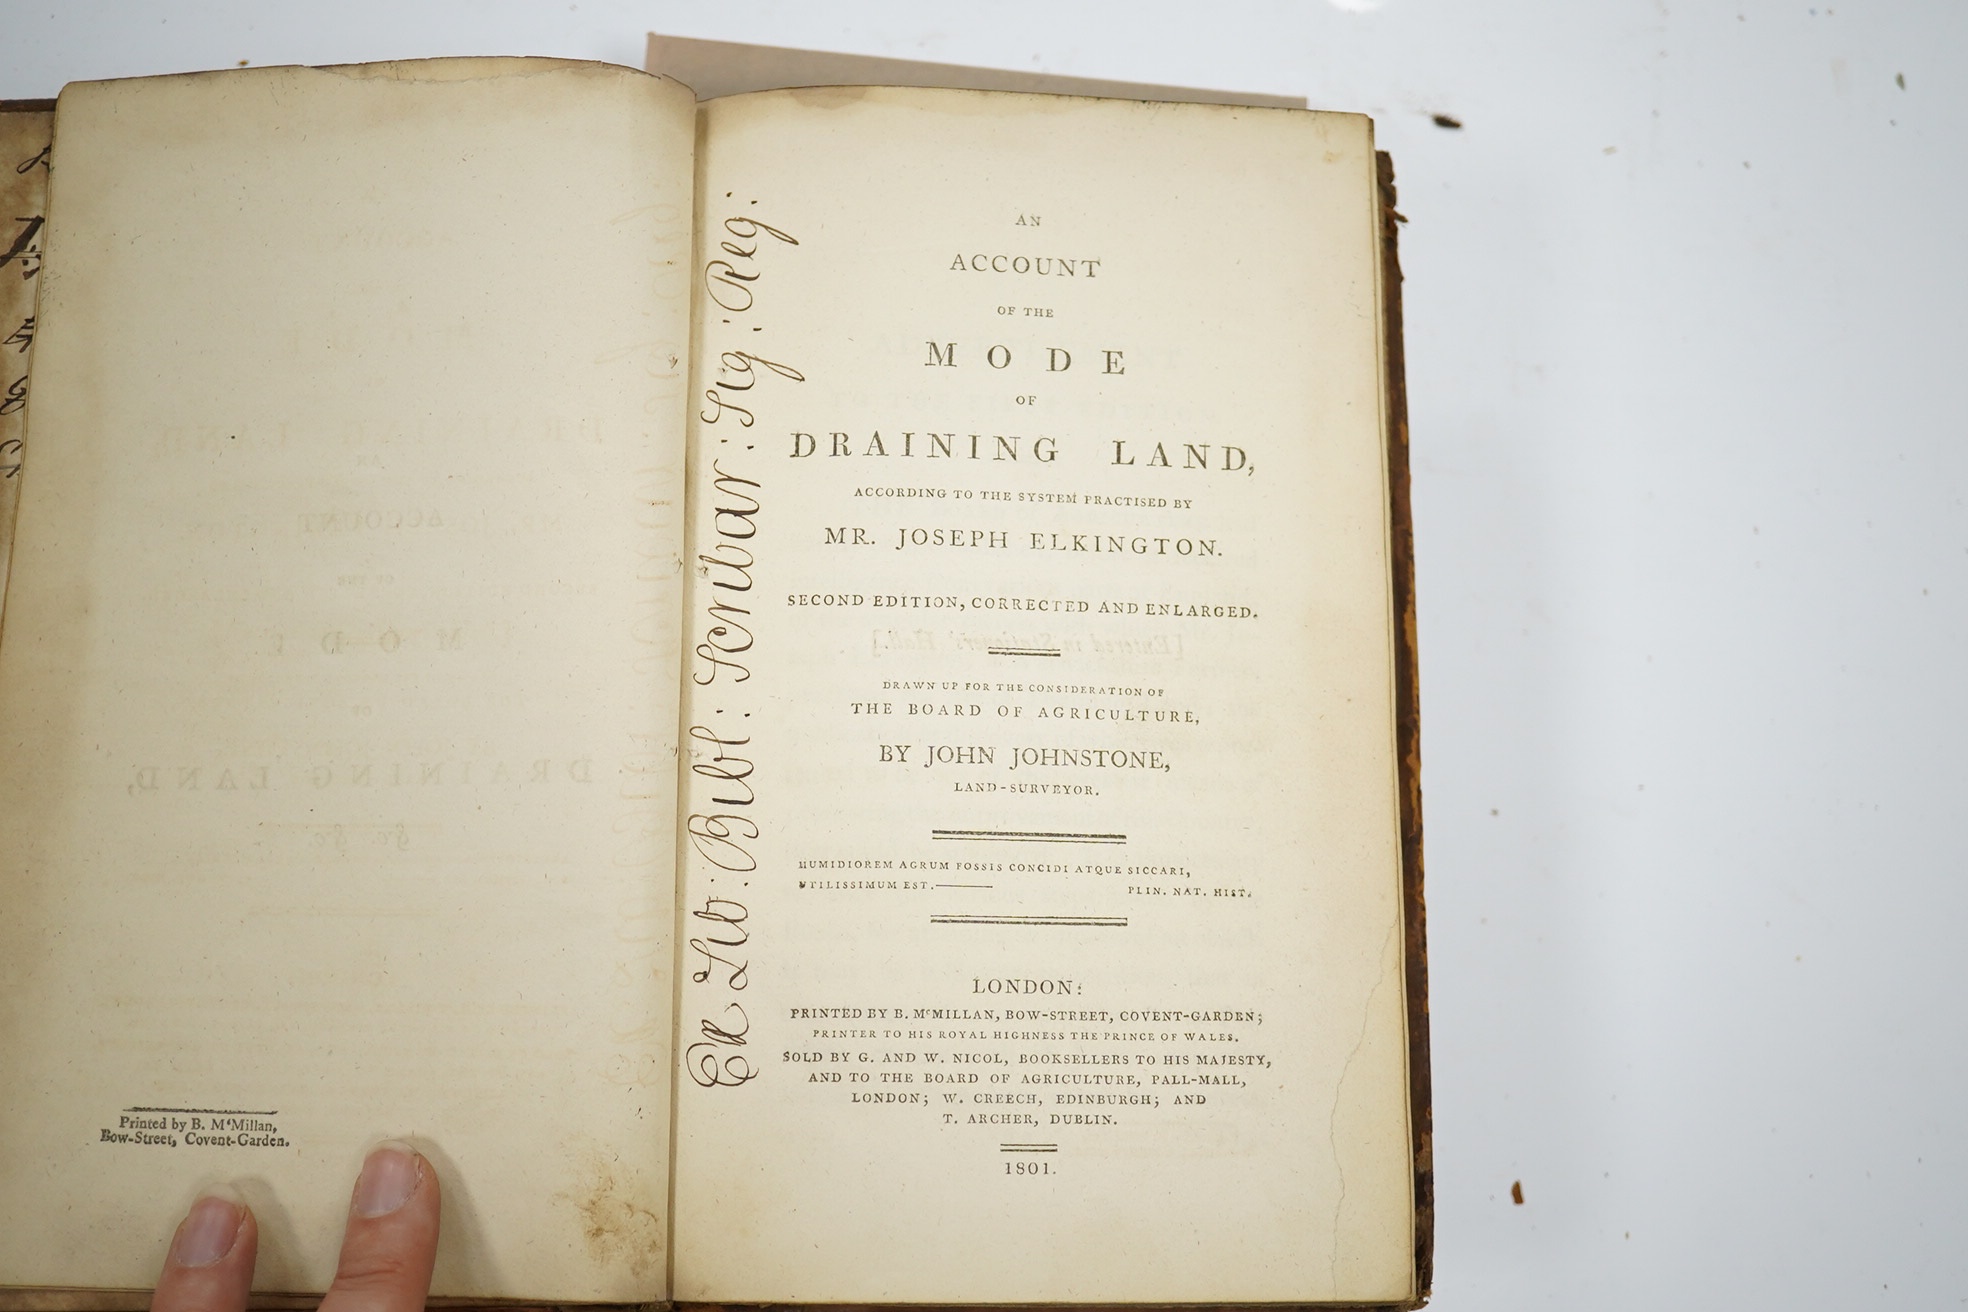 Printed by B. McMillan,
Bow-Street, Covent-Garden.
Ex Lib: Bibl: Scribar: Sig: Reg:
AN
ACCOUNT
OF THE
MODE
OF
DRAINING LAND,
ACCORDING TO THE SYSTEM PRACTISED BY
MR. JOSEPH ELKINGTON.
SECOND EDITION, CORRECTED AND ENLARGED.
DRAWN UP FOR THE CONSIDERATION OF
THE BOARD OF AGRICULTURE,
BY JOHN JOHNSTONE,
LAND-SURVEYOR.
HUMIDIOREM AGRUM FOSSIS CONCIDI ATQUE SICCARI,
UTILISSIMUM EST.——— PLIN. NAT. HIST.
LONDON:
PRINTED BY B. McMILLAN, BOW-STREET, COVENT-GARDEN;
PRINTER TO HIS ROYAL HIGHNESS THE PRINCE OF WALES.
SOLD BY G. AND W. NICOL, BOOKSELLERS TO HIS MAJESTY,
AND TO THE BOARD OF AGRICULTURE, PALL-MALL,
LONDON; W. CREECH, EDINBURGH; AND
T. ARCHER, DUBLIN.
1801.